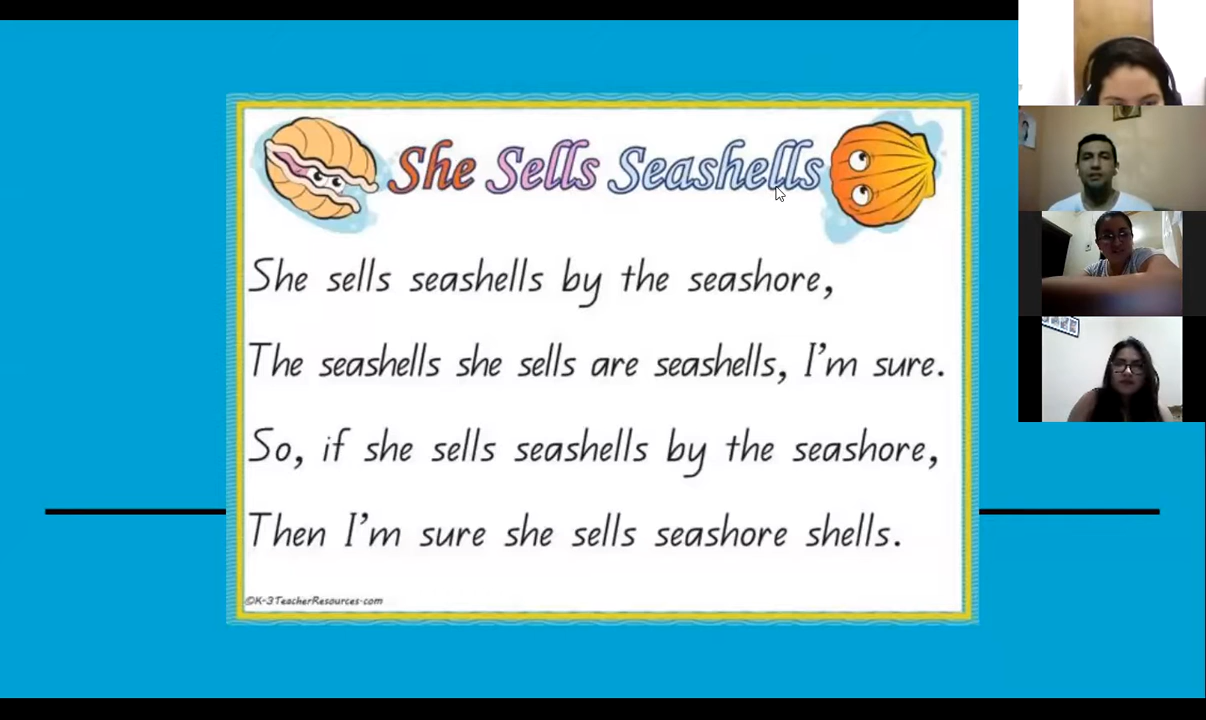 She Sells Seashells
She sells seashells by the seashore,
The seashells she sells are seashells, I'm sure.
So, if she sells seashells by the seashore,
Then I'm sure she sells seashore shells.
©K-3TeacherResources.com